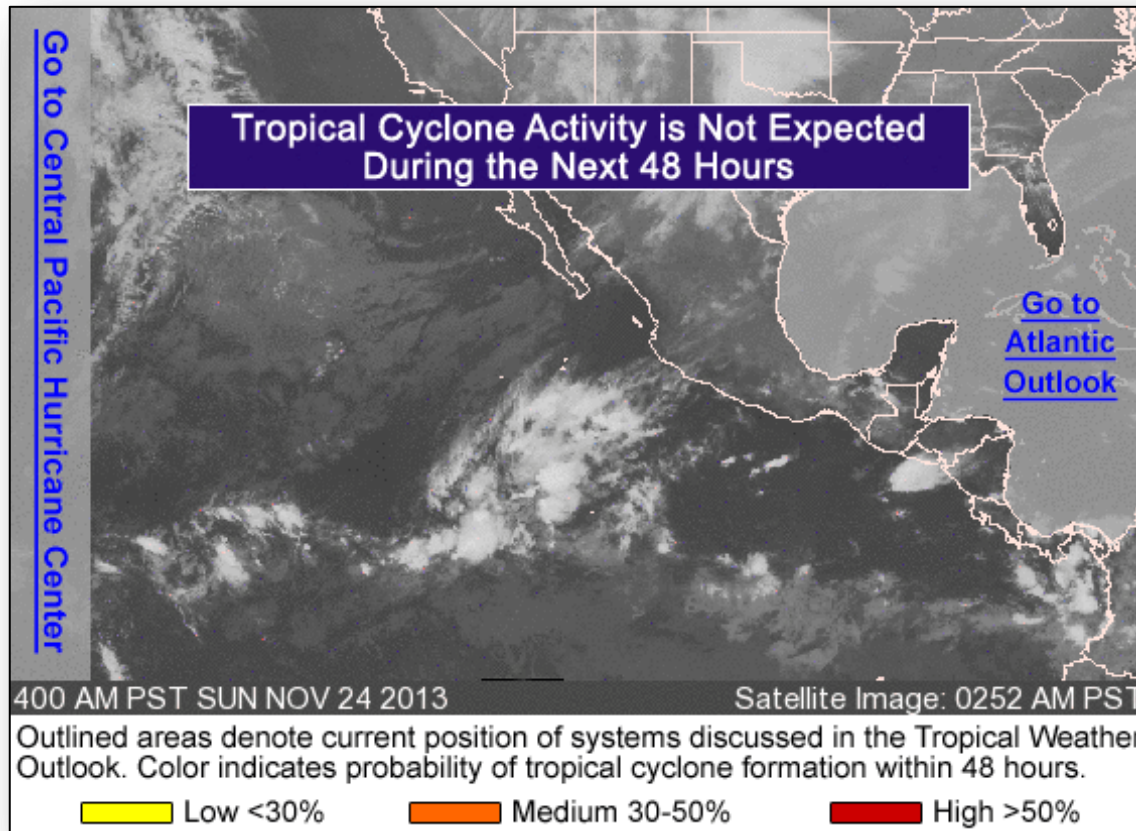 Go to Central Pacific Hurricane Center
Tropical Cyclone Activity is Not Expected
During the Next 48 Hours
Go to
Atlantic
Outlook
400 AM PST SUN NOV 24 2013
Satellite Image: 0252 AM PST
Outlined areas denote current position of systems discussed in the Tropical Weather
Outlook. Color indicates probability of tropical cyclone formation within 48 hours.
Low <30% Medium 30-50% High >50%